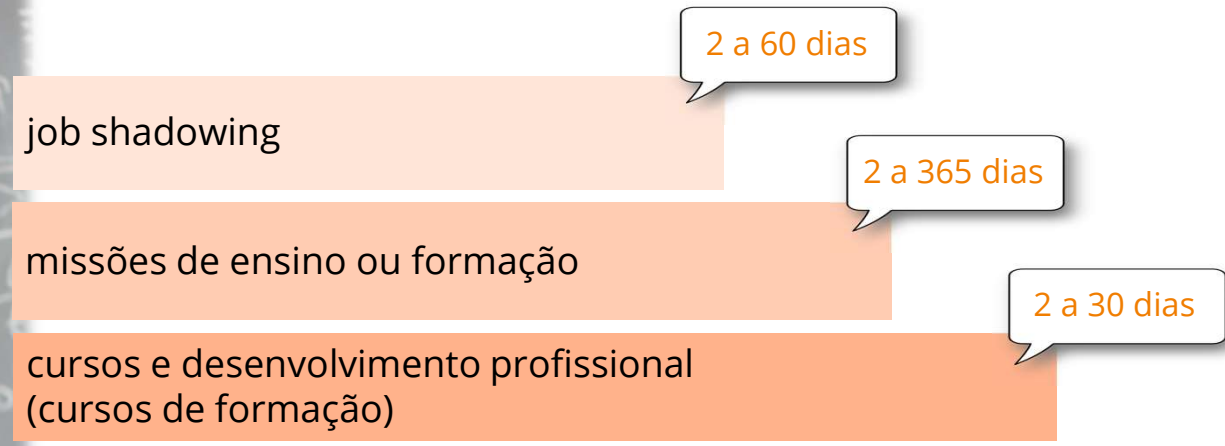 2 a 60 dias
job shadowing
2 a 365 dias
missões de ensino ou formação
2 a 30 dias
cursos e desenvolvimento profissional
(cursos de formação)